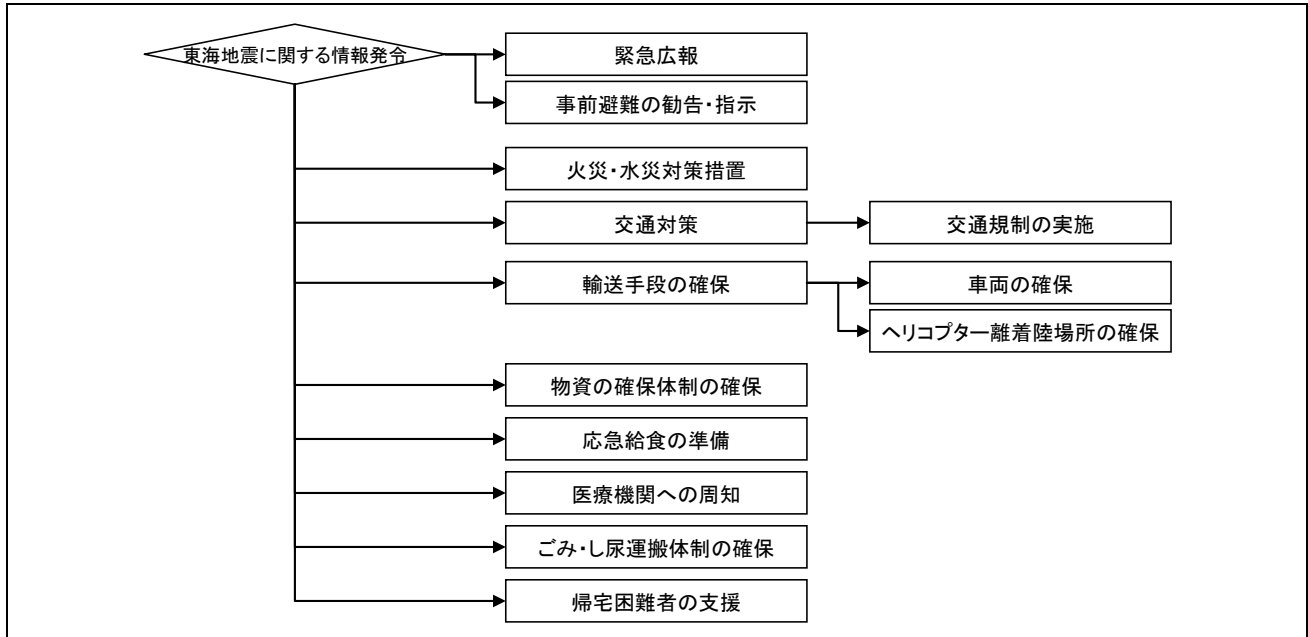 東海地震に関する情報発令
緊急広報
事前避難の勧告・指示
火災・水災対策措置
交通対策
交通規制の実施
輸送手段の確保
車両の確保
ヘリコプター離着陸場所の確保
物資の確保体制の確保
応急給食の準備
医療機関への周知
ごみ・し尿運搬体制の確保
帰宅困難者の支援